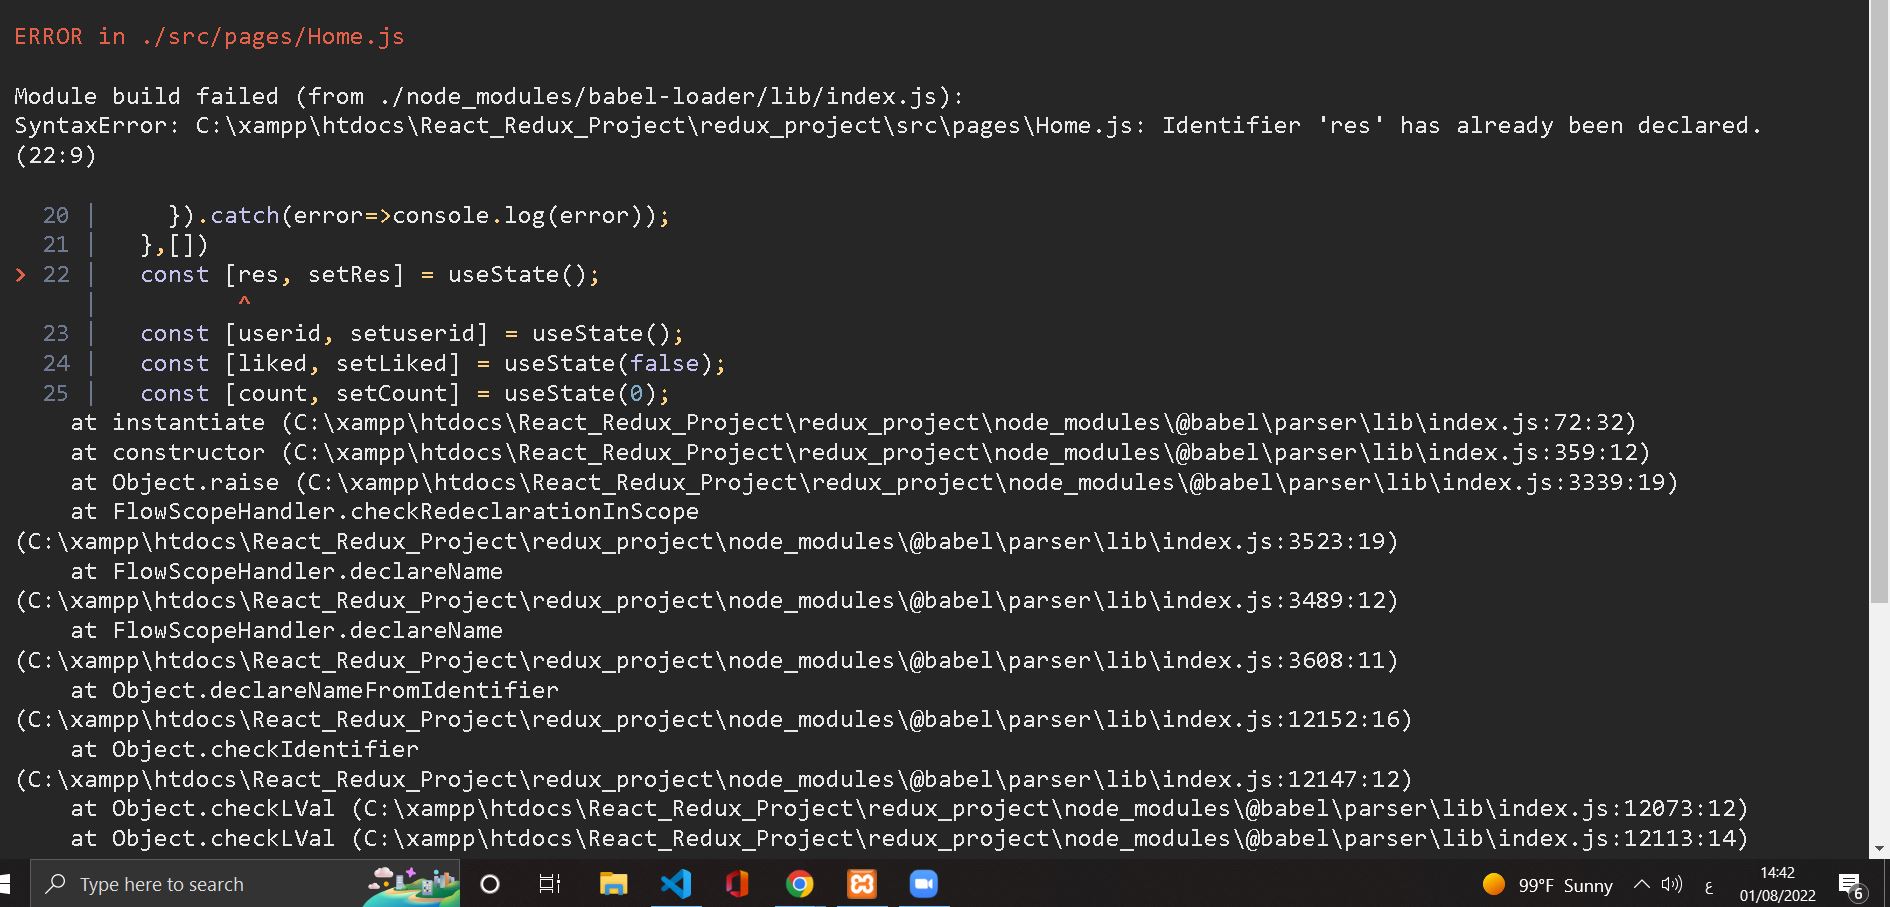 ERROR in ./src/pages/Home.js
Module build failed (from ./node_modules/babel-loader/lib/index.js):
SyntaxError: C:\xampp\htdocs\React_Redux_Project\redux_project\src\pages\Home.js: Identifier 'res' has already been declared.
(22:9)
20 |     }).catch(error=>console.log(error));
21 |   },[])
> 22 |   const [res, setRes] = useState();
|          ^
23 |   const [userid, setuserid] = useState();
24 |   const [liked, setLiked] = useState(false);
25 |   const [count, setCount] = useState(0);
at instantiate (C:\xampp\htdocs\React_Redux_Project\redux_project\node_modules\@babel\parser\lib\index.js:72:32)
at constructor (C:\xampp\htdocs\React_Redux_Project\redux_project\node_modules\@babel\parser\lib\index.js:359:12)
at Object.raise (C:\xampp\htdocs\React_Redux_Project\redux_project\node_modules\@babel\parser\lib\index.js:3339:19)
at FlowScopeHandler.checkRedeclarationInScope
(C:\xampp\htdocs\React_Redux_Project\redux_project\node_modules\@babel\parser\lib\index.js:3523:19)
at FlowScopeHandler.declareName
(C:\xampp\htdocs\React_Redux_Project\redux_project\node_modules\@babel\parser\lib\index.js:3489:12)
at FlowScopeHandler.declareName
(C:\xampp\htdocs\React_Redux_Project\redux_project\node_modules\@babel\parser\lib\index.js:3608:11)
at Object.declareNameFromIdentifier
(C:\xampp\htdocs\React_Redux_Project\redux_project\node_modules\@babel\parser\lib\index.js:12152:16)
at Object.checkIdentifier
(C:\xampp\htdocs\React_Redux_Project\redux_project\node_modules\@babel\parser\lib\index.js:12147:12)
at Object.checkLVal (C:\xampp\htdocs\React_Redux_Project\redux_project\node_modules\@babel\parser\lib\index.js:12073:12)
at Object.checkLVal (C:\xampp\htdocs\React_Redux_Project\redux_project\node_modules\@babel\parser\lib\index.js:12113:14)
Type here to search
99°F Sunny
ع
14:42
01/08/2022
6